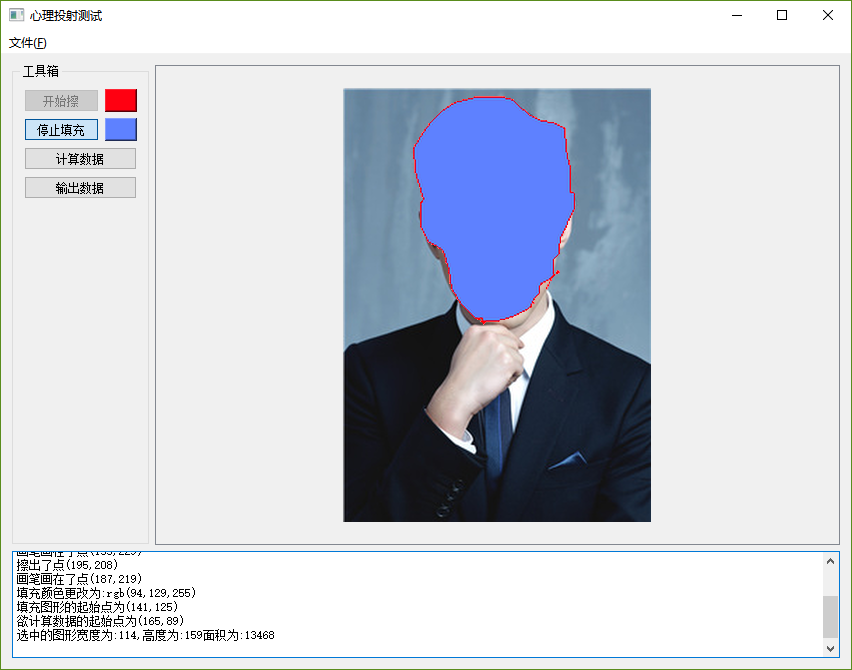 心理投射测试
文件(F)
工具箱
开始擦
停止填充
计算数据
输出数据
画笔画在了点(193,229)
擦出了点(195,208)
画笔画在了点(187,219)
填充颜色更改为:rgb(94,129,255)
填充图形的起始点为(141,125)
欲计算数据的起始点为(165,89)
选中的图形宽度为:114,高度为:159面积为:13468